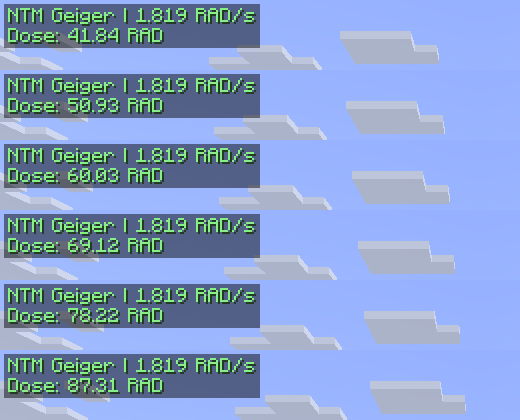 NTM Geiger | 1.819 RAD/s
Dose: 41.84 RAD
NTM Geiger | 1.819 RAD/s
Dose: 50.93 RAD
NTM Geiger | 1.819 RAD/s
Dose: 60.03 RAD
NTM Geiger | 1.819 RAD/s
Dose: 69.12 RAD
NTM Geiger | 1.819 RAD/s
Dose: 78.22 RAD
NTM Geiger | 1.819 RAD/s
Dose: 87.31 RAD